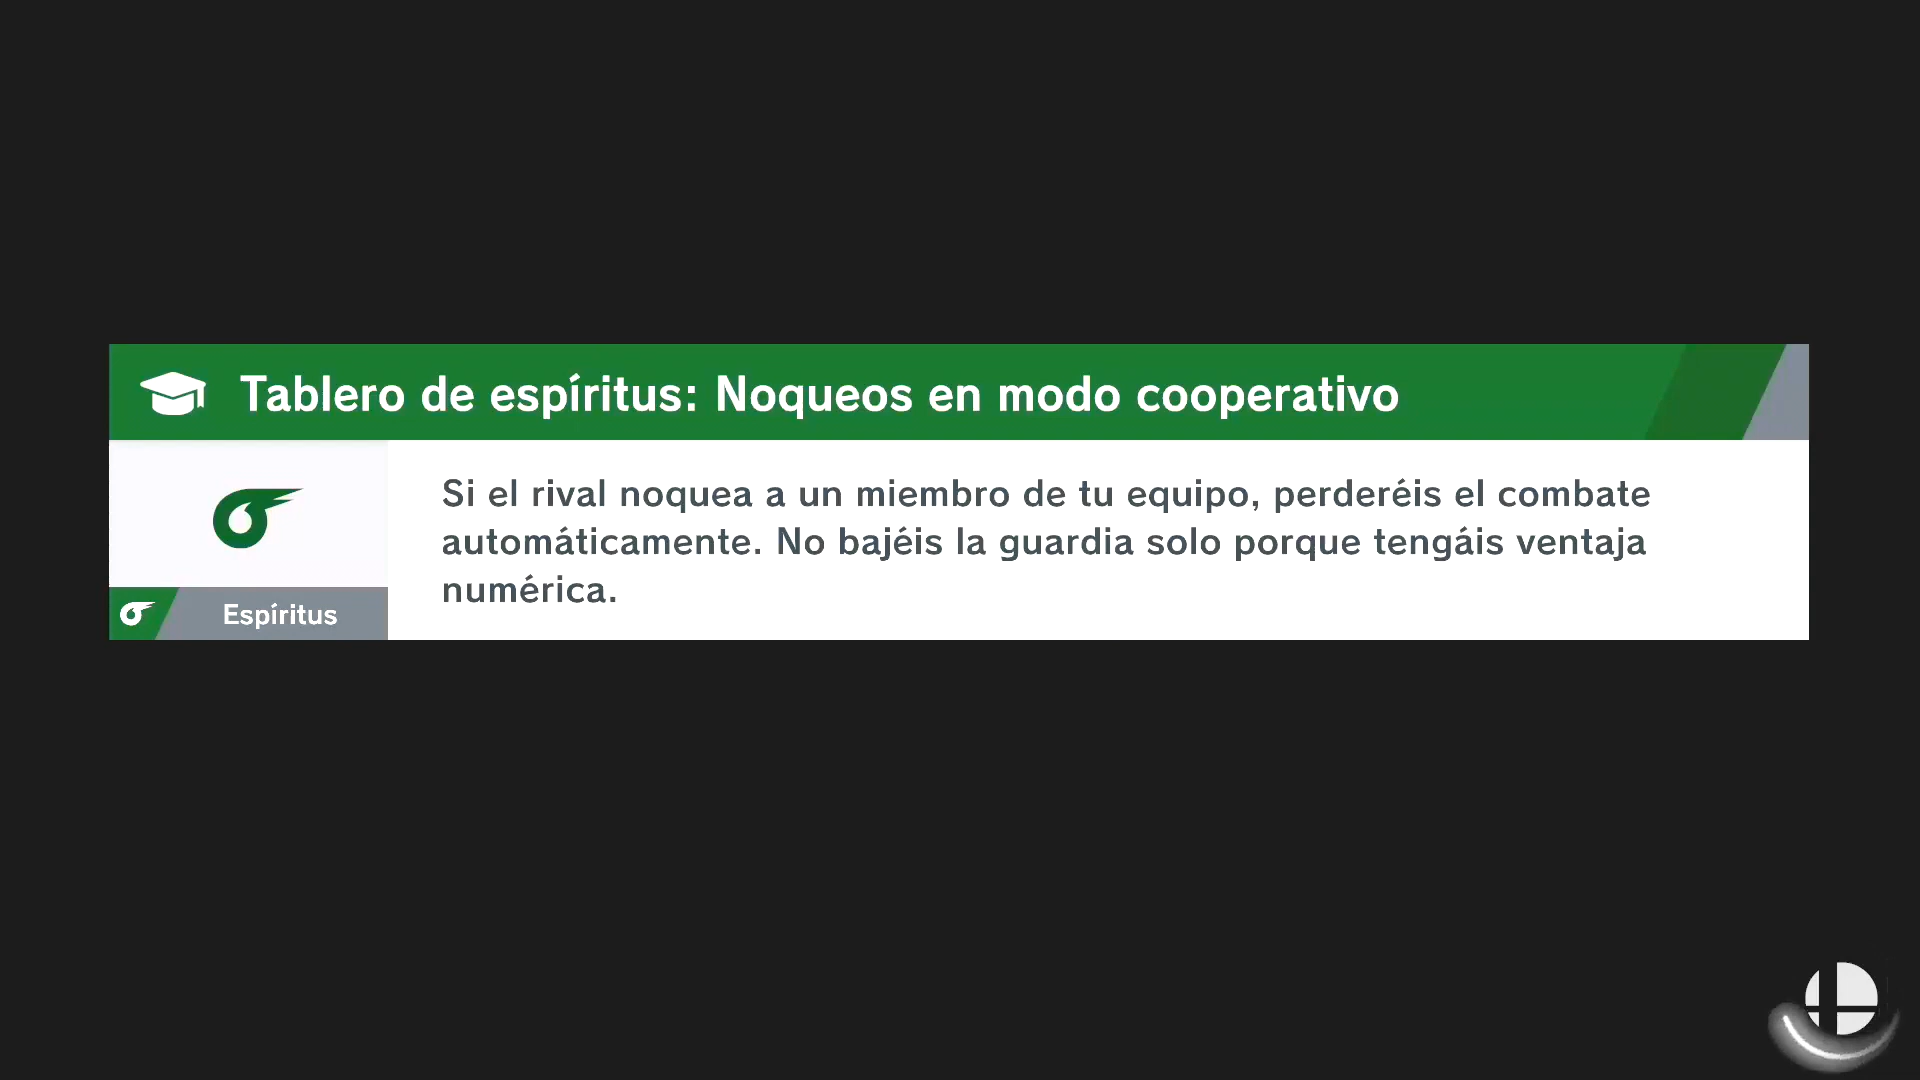 Tablero de espíritus: Noqueos en modo cooperativo
Si el rival noquea a un miembro de tu equipo, perderéis el combate
automáticamente. No bajéis la guardia solo porque tengáis ventaja
numérica.
Espíritus